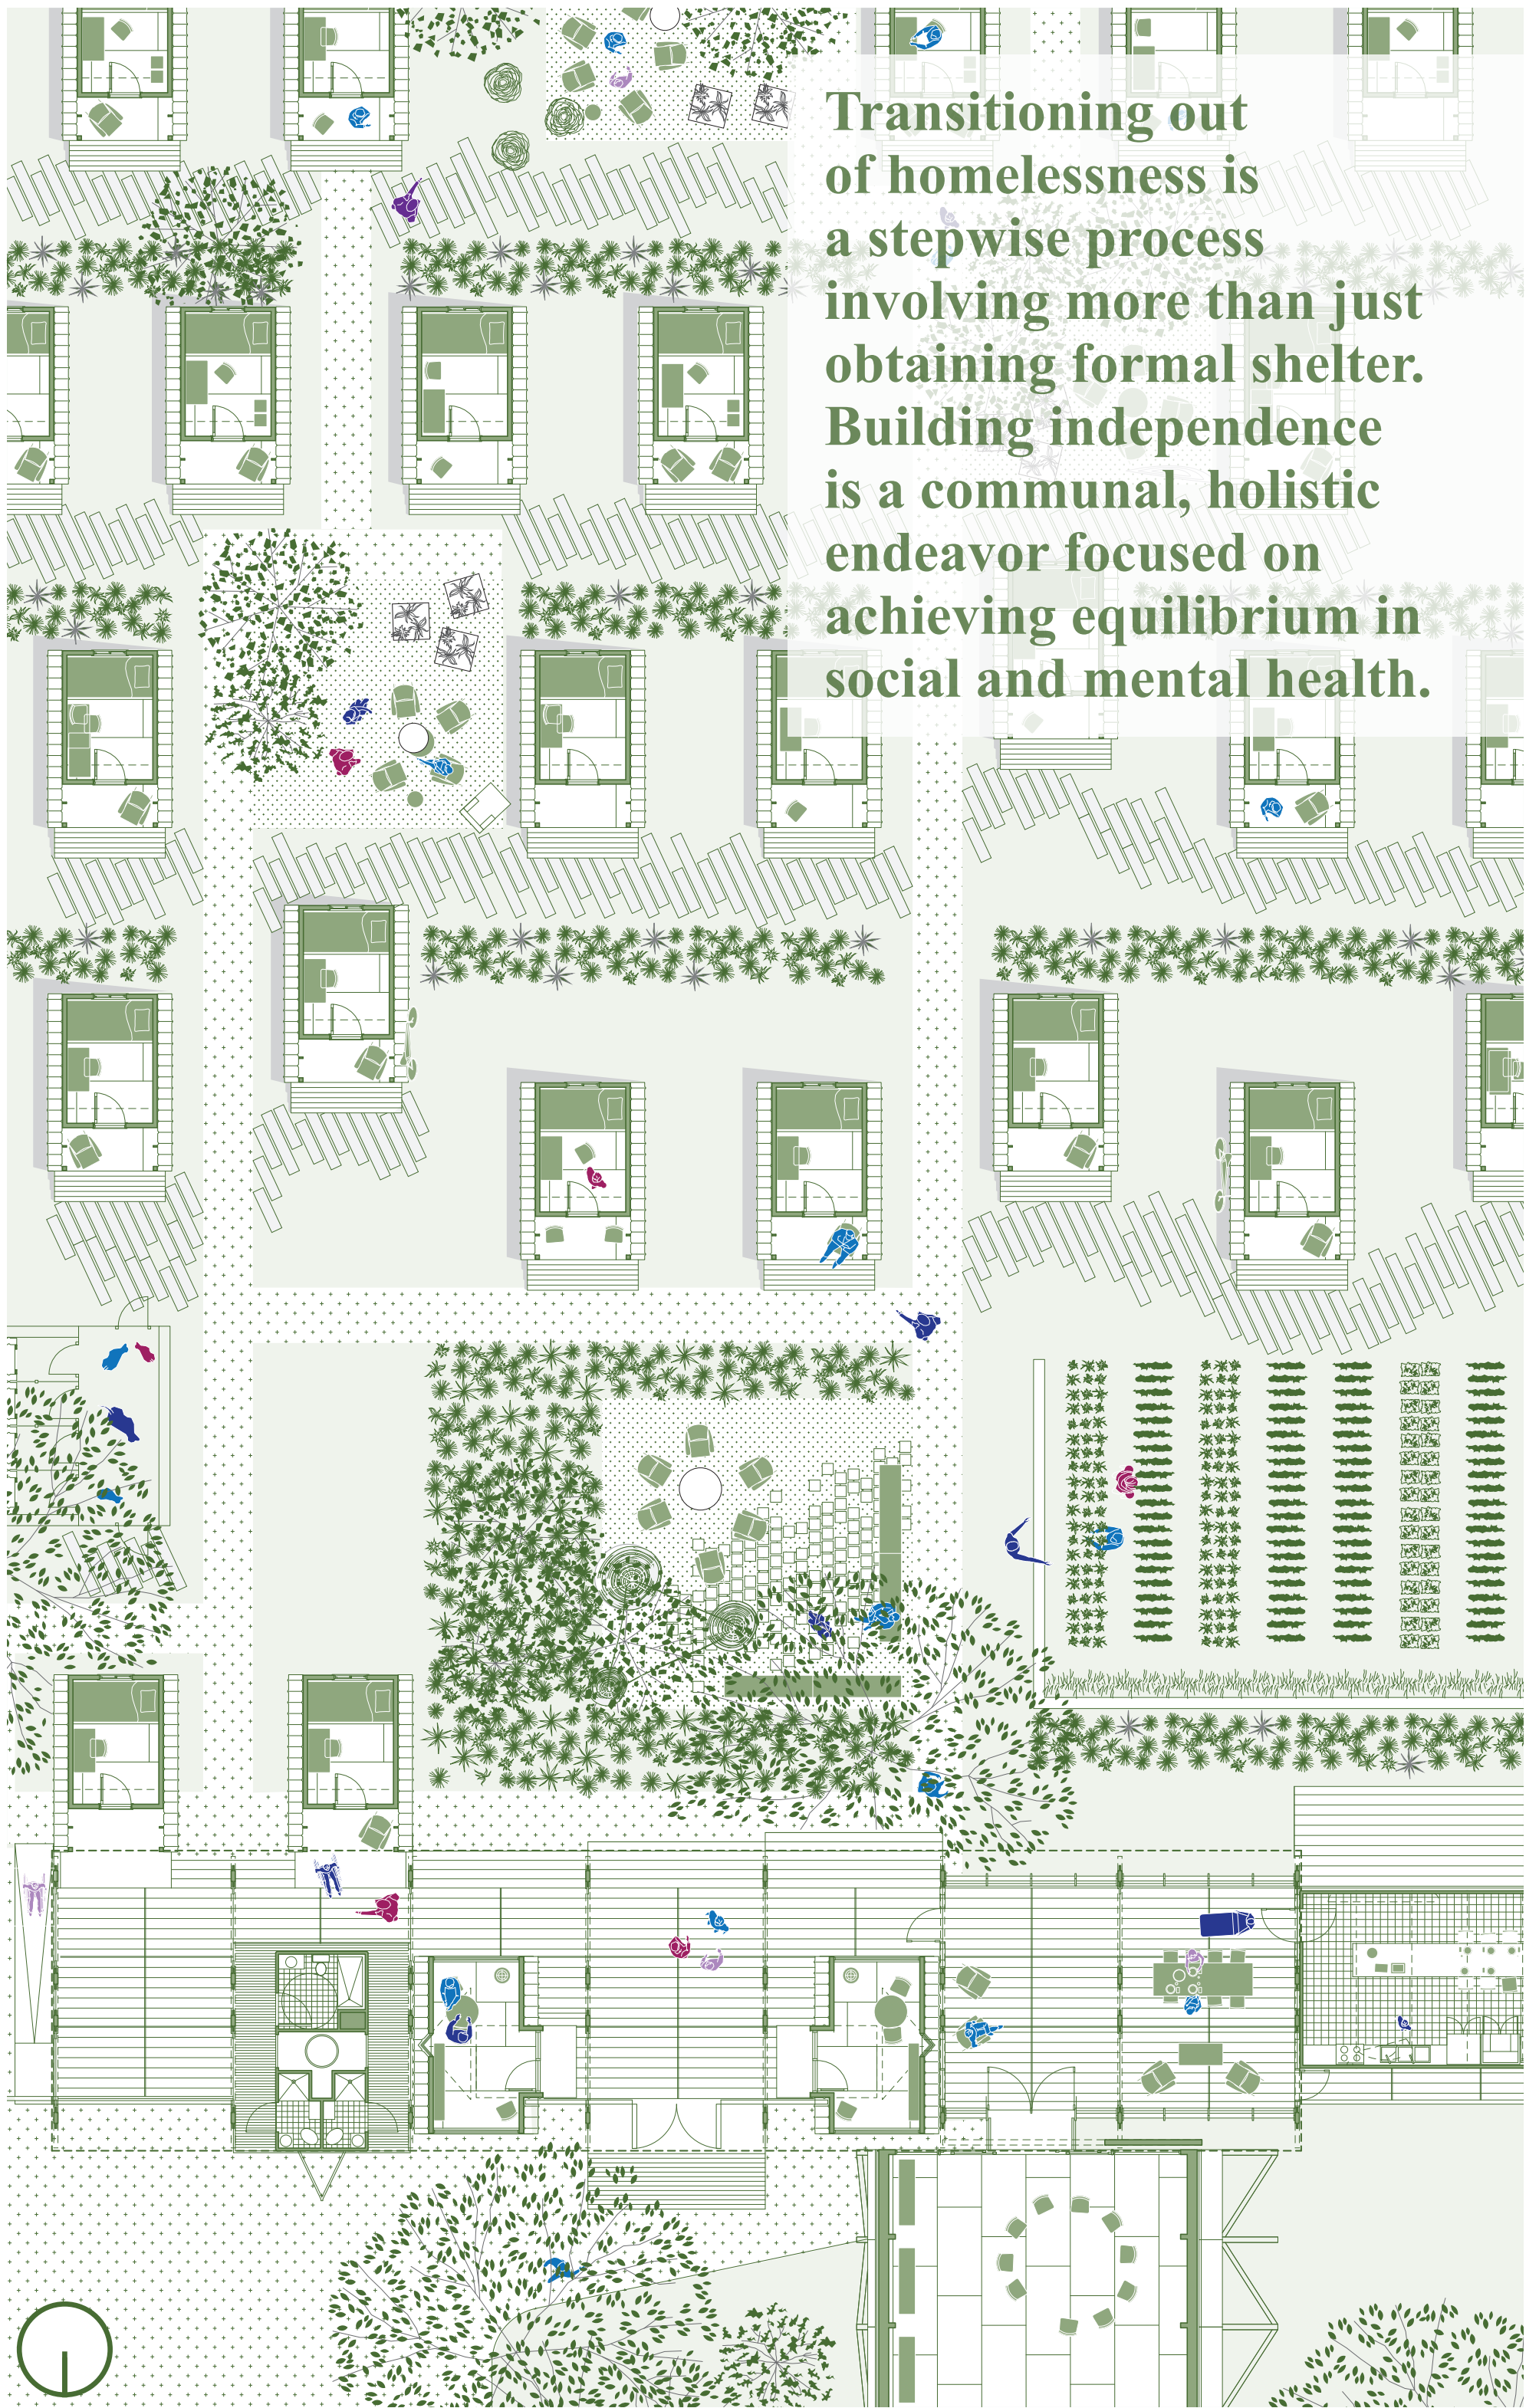 Transitioning out
of homelessness is
a stepwise process
involving more than just
obtaining formal shelter.
Building independence
is a communal, holistic
endeavor focused on
achieving equilibrium in
social and mental health.